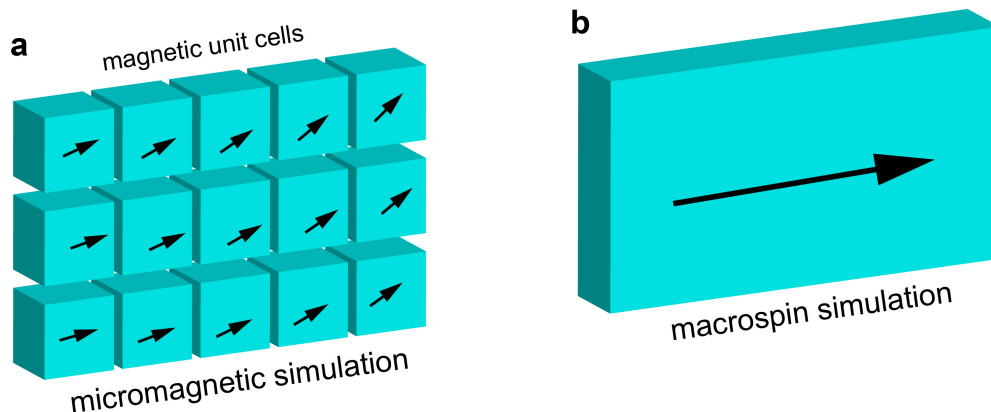 a
magnetic unit cells
micromagnetic simulation
b
macrospin simulation